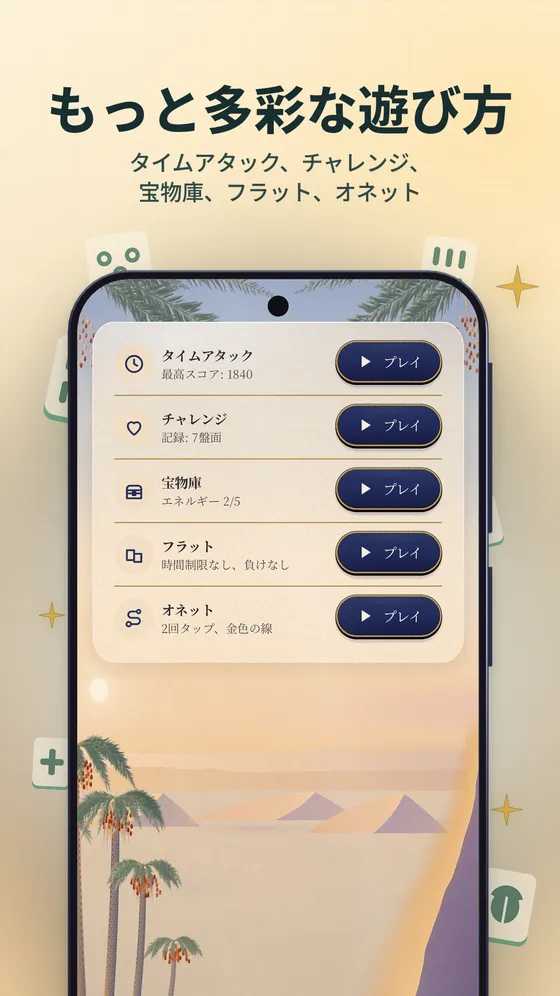 もっと多彩な遊び方
タイムアタック、チャレンジ、
宝物庫、フラット、オネット
タイムアタック
最高スコア: 1840
プレイ
チャレンジ
記録: 7盤面
プレイ
宝物庫
エネルギー 2/5
プレイ
フラット
時間制限なし、負けなし
プレイ
オネット
2回タップ、金色の線
プレイ